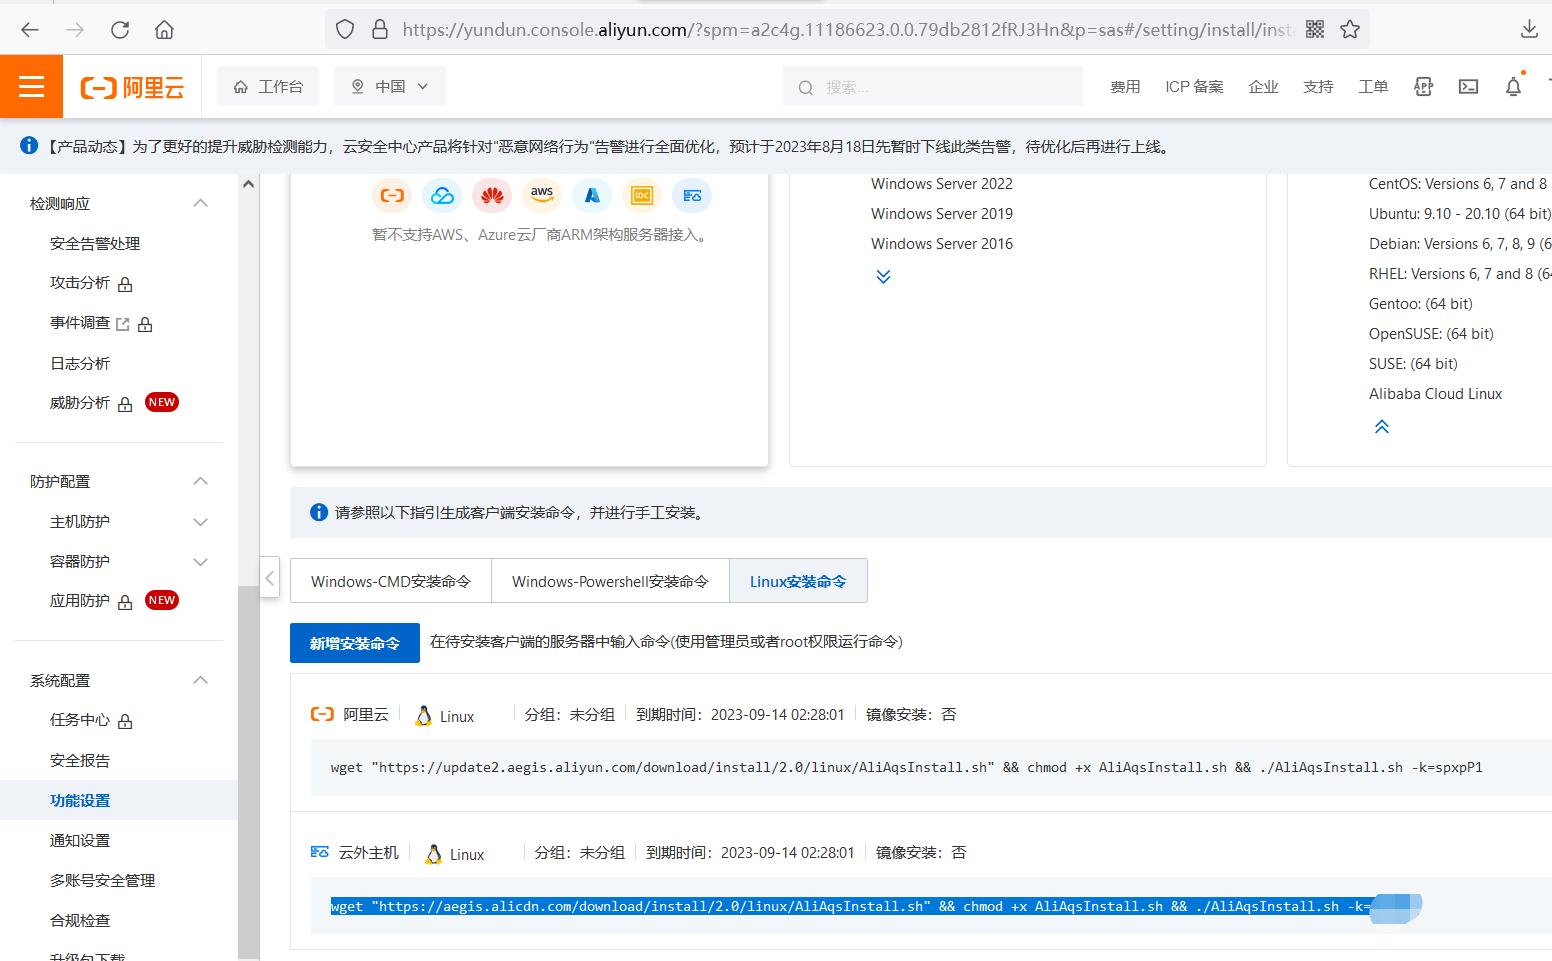 https://yundun.console.aliyun.com/?spm=a2c4g.11186623.0.0.79db2812fRJ3Hn&p=sas#/setting/install/inst
阿里云
工作台
中国
搜索...
费用
ICP 备案
企业
支持
工单
APP
【产品动态】为了更好的提升威胁检测能力，云安全中心产品将针对"恶意网络行为"告警进行全面优化，预计于2023年8月18日先暂时下线此类告警，待优化后再进行上线。
检测响应
安全告警处理
攻击分析
事件调查
日志分析
威胁分析 NEW
防护配置
主机防护
容器防护
应用防护 NEW
系统配置
任务中心
安全报告
功能设置
通知设置
多账号安全管理
合规检查
升级包下载
aws
IDC
暂不支持AWS、Azure云厂商ARM架构服务器接入。
Windows Server 2022
Windows Server 2019
Windows Server 2016
CentOS: Versions 6, 7 and 8
Ubuntu: 9.10 - 20.10 (64 bit)
Debian: Versions 6, 7, 8, 9 (6
RHEL: Versions 6, 7 and 8 (64
Gentoo: (64 bit)
OpenSUSE: (64 bit)
SUSE: (64 bit)
Alibaba Cloud Linux
请参照以下指引生成客户端安装命令，并进行手工安装。
Windows-CMD安装命令
Windows-Powershell安装命令
Linux安装命令
新增安装命令
在待安装客户端的服务器中输入命令(使用管理员或者root权限运行命令)
阿里云 Linux 分组：未分组 到期时间：2023-09-14 02:28:01 镜像安装：否
wget "https://update2.aegis.aliyun.com/download/install/2.0/linux/AliAqsInstall.sh" && chmod +x AliAqsInstall.sh && ./AliAqsInstall.sh -k=spxpP1
云外主机 Linux 分组：未分组 到期时间：2023-09-14 02:28:01 镜像安装：否
wget "https://aegis.alicdn.com/download/install/2.0/linux/AliAqsInstall.sh" && chmod +x AliAqsInstall.sh && ./AliAqsInstall.sh -k=